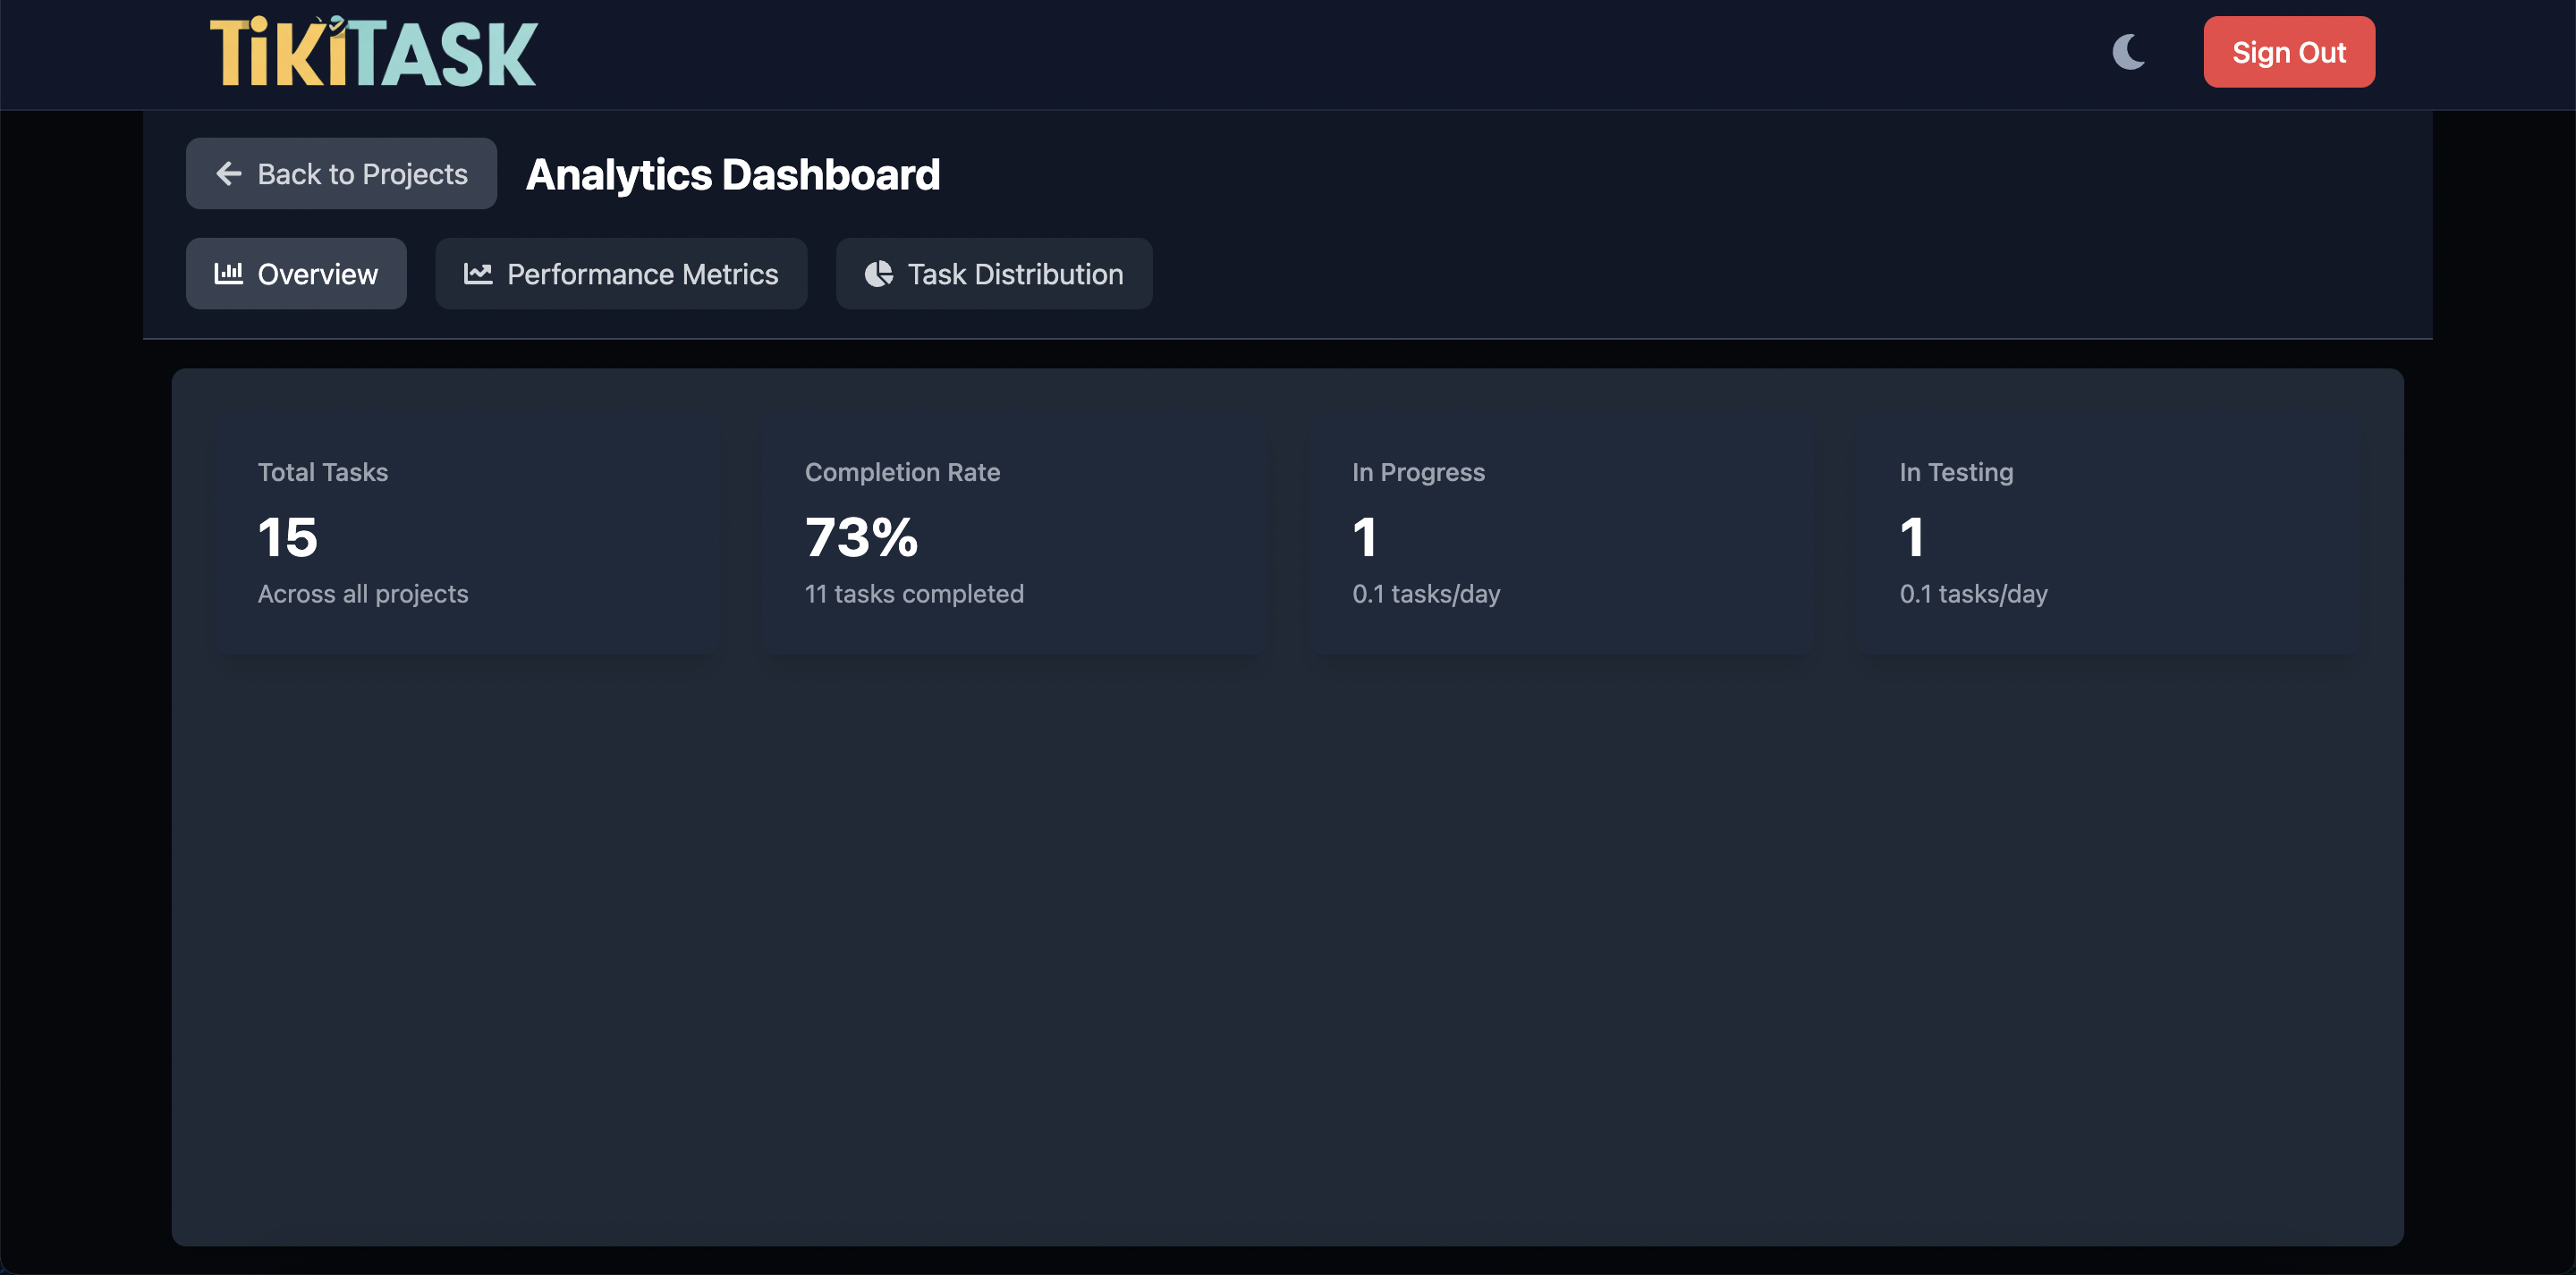 TiKiTASK
Sign Out
Back to Projects
Analytics Dashboard
Overview
Performance Metrics
Task Distribution
Total Tasks
15
Across all projects
Completion Rate
73%
11 tasks completed
In Progress
1
0.1 tasks/day
In Testing
1
0.1 tasks/day